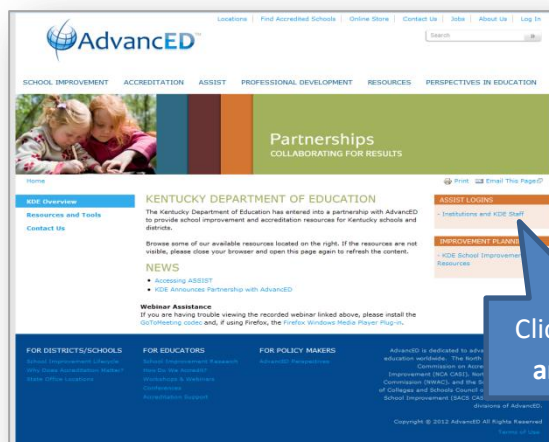 Locations | Find Accredited Schools | Online Store | Contact Us | Jobs | About Us | Log In
AdvancED™
Search
SCHOOL IMPROVEMENT ACCREDITATION ASSIST PROFESSIONAL DEVELOPMENT RESOURCES PERSPECTIVES IN EDUCATION
Partnerships
COLLABORATING FOR RESULTS
Home
Print Email This Page
KDE Overview
Resources and Tools
Contact Us
KENTUCKY DEPARTMENT OF EDUCATION
The Kentucky Department of Education has entered into a partnership with AdvancED
to provide school improvement and accreditation resources for Kentucky schools and
districts.
Browse some of our available resources located on the right. If the resources are not
visible, please close your browser and open this page again to refresh the content.
NEWS
• Accessing ASSIST
• KDE Announces Partnership with AdvancED
Webinar Assistance
If you are having trouble viewing the recorded webinar linked above, please install the
GoToMeeting codec and, if using Firefox, the Firefox Windows Media Player Plug-in.
ASSIST LOGINS
- Institutions and KDE Staff
IMPROVEMENT PLANNI
- KDE School Improveme
Resources
Clic
a
FOR DISTRICTS/SCHOOLS
School Improvement Lifecycle
Why Does Accreditation Matter?
State Office Locations
FOR EDUCATORS
School Improvement Research
How Do We Accredit?
Workshops & Webinars
Conferences
Accreditation Support
FOR POLICY MAKERS
AdvancED Perspectives
AdvancED is dedicated to adva
education worldwide. The North
Commission on Accre
Improvement (NCA CASI), Nort
Commission (NWAC), and the S
of Colleges and Schools Council o
School Improvement (SACS CAS
divisions of AdvancED.
Copyright © 2012 AdvancED All Rights Reserved
Terms of Use